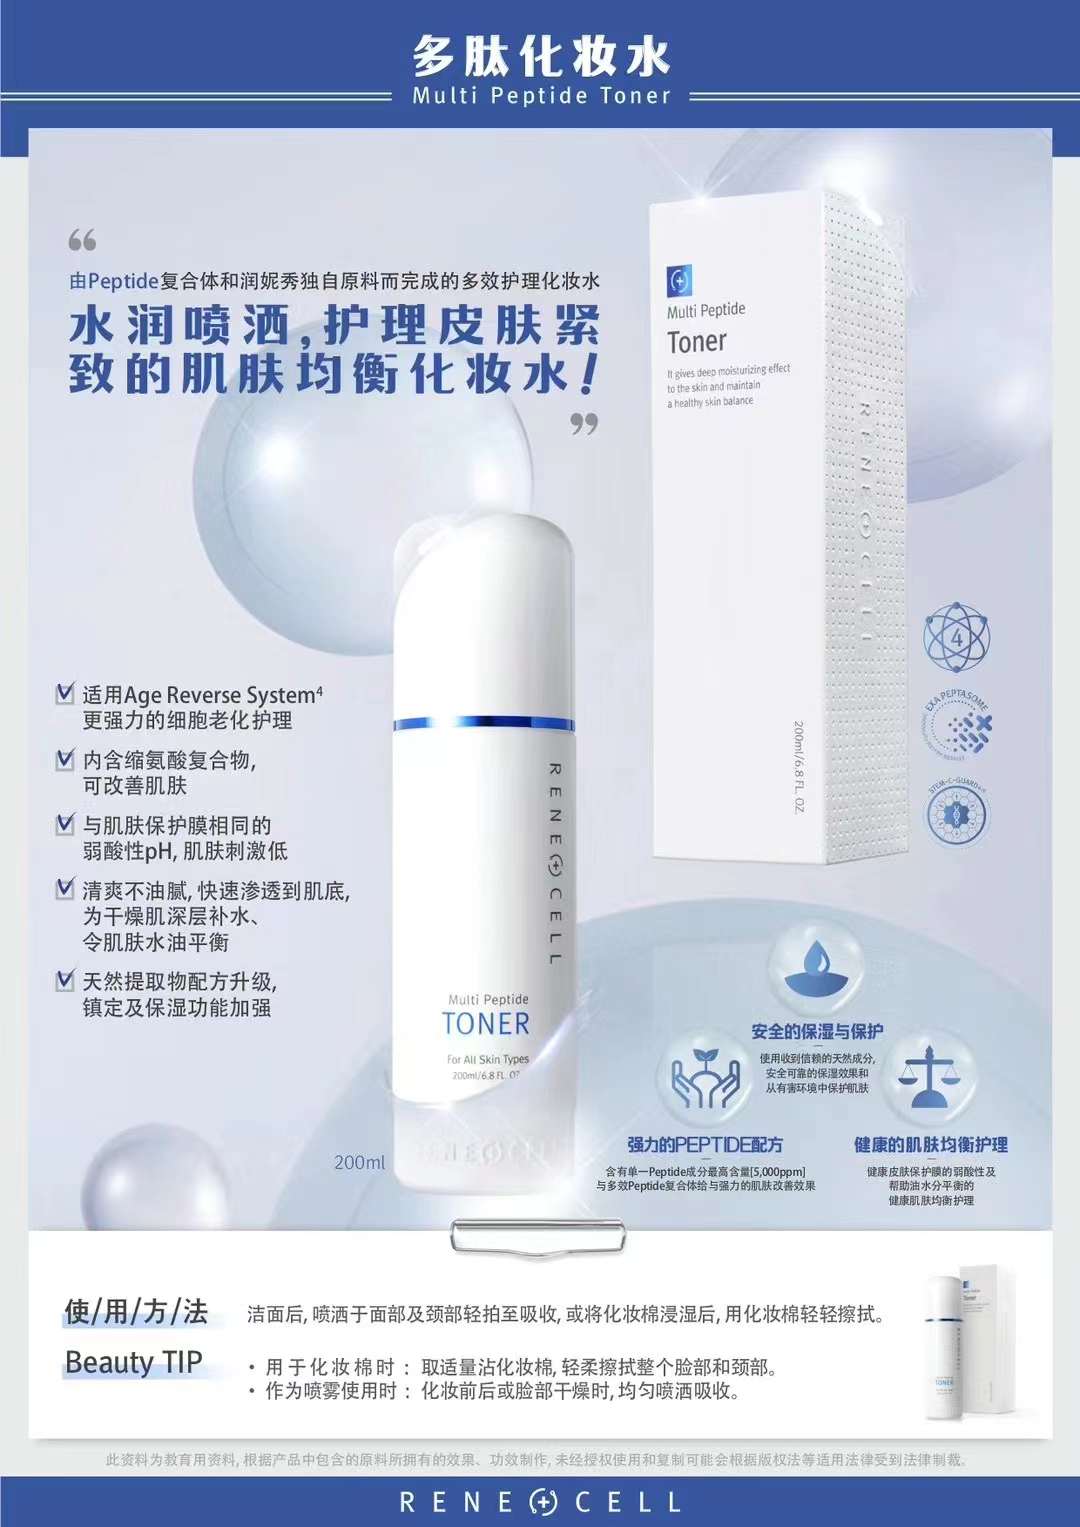 多肽化妆水
Multi Peptide Toner
“
由Peptide复合体和润妮秀独自原料而完成的多效护理化妆水
水润喷洒,护理皮肤紧
致的肌肤均衡化妆水!
”
Multi Peptide
Toner
It gives deep moisturizing effect
to the skin and maintain
a healthy skin balance
RENE CELL
200ml/6.8 FL. OZ.
4
EXA PEPTASOME
STEM-C-GUARD
适用Age Reverse System⁴
更强力的细胞老化护理
内含缩氨酸复合物,
可改善肌肤
与肌肤保护膜相同的
弱酸性pH, 肌肤刺激低
清爽不油腻, 快速渗透到肌底,
为干燥肌深层补水、
令肌肤水油平衡
天然提取物配方升级,
镇定及保湿功能加强
RENE CELL
Multi Peptide
TONER
For All Skin Types
200ml/6.8 FL. OZ.
RENE CELL
200ml
安全的保湿与保护
使用收到信赖的天然成分,
安全可靠的保湿效果和
从有害环境中保护肌肤
强力的PEPTIDE配方
含有单一Peptide成分最高含量[5,000ppm]
与多效Peptide复合体给与强力的肌肤改善效果
健康的肌肤均衡护理
健康皮肤保护膜的弱酸性及
帮助油水分平衡的
健康肌肤均衡护理
使/用/方/法
洁面后, 喷洒于面部及颈部轻拍至吸收, 或将化妆棉浸湿后, 用化妆棉轻轻擦拭。
Beauty TIP
• 用于化妆棉时 : 取适量沾化妆棉, 轻柔擦拭整个脸部和颈部。
• 作为喷雾使用时 : 化妆前后或脸部干燥时, 均匀喷洒吸收。
Toner
TONER
此资料为教育用资料, 根据产品中包含的原料所拥有的效果、功效制作, 未经授权使用和复制可能会根据版权法等适用法律受到法律制裁。
RENE CELL